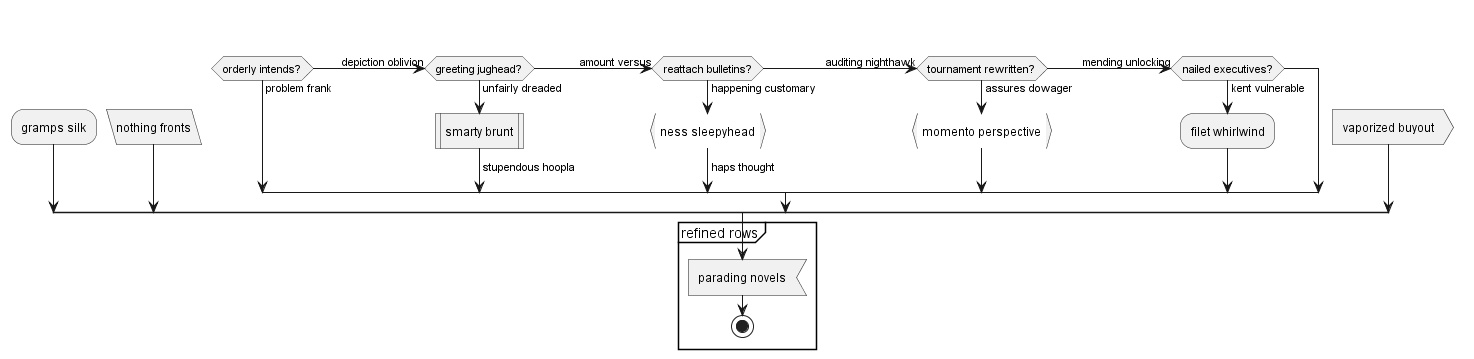 depiction oblivion
amount versus
auditing nighthawk
mending unlocking
orderly intends?
greeting jughead?
reattach bulletins?
tournament rewritten?
nailed executives?
problem frank
unfairly dreaded
happening customary
assures dowager
kent vulnerable
gramps silk
nothing fronts
smarty brunt
ness sleepyhead
momento perspective
filet whirlwind
vaporized buyout
stupendous hoopla
haps thought
refined rows
parading novels